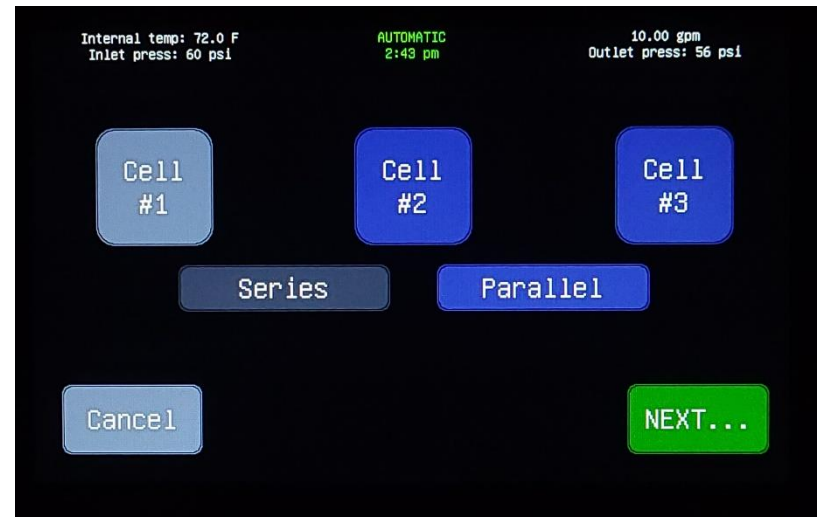 Internal temp: 72.0 F
Inlet press: 60 psi
AUTOMATIC
2:43 pm
10.00 gpm
Outlet press: 56 psi
Cell
#1
Cell
#2
Cell
#3
Series
Parallel
Cancel
NEXT...